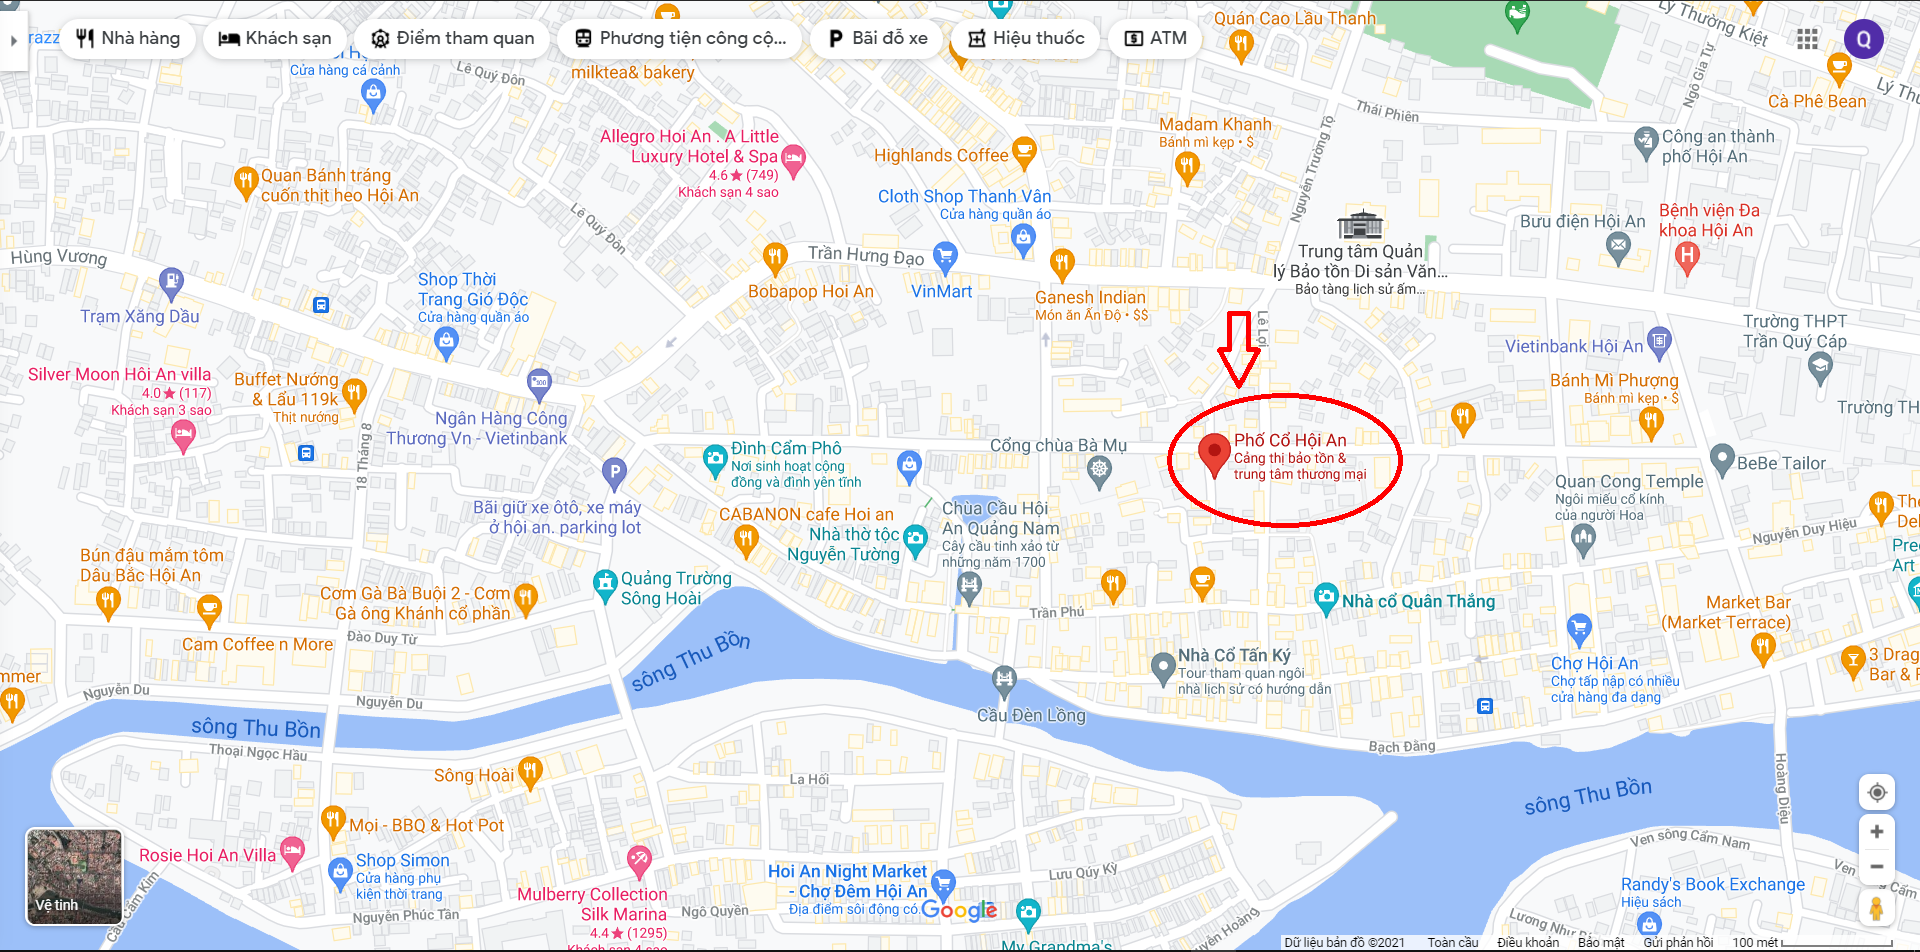 Nhà hàng
Khách sạn
Điểm tham quan
Phương tiện công cộ...
Bãi đỗ xe
Hiệu thuốc
ATM
Q
Quán Cao Lầu Thanh
Lý Thường Kiệt
Ngô Gia Tự
Lý Thư
Cà Phê Bean
Cửa hàng cá cảnh
Lê Quý Đôn
milktea& bakery
Thái Phiên
Allegro Hoi An . A Little
Luxury Hotel & Spa
4.6★ (749)
Khách sạn 4 sao
Highlands Coffee
Madam Khanh
Bánh mì kẹp • $
Nguyễn Trường Tộ
Công an thành
phố Hội An
Quan Bánh tráng
cuốn thịt heo Hội An
Cloth Shop Thanh Vân
Cửa hàng quần áo
Lê Quý Đôn
Bưu điện Hội An
Bệnh viện Đa
khoa Hội An
Hùng Vương
Trần Hưng Đạo
Trung tâm Quản
lý Bảo tồn Di sản Văn...
Bảo tàng lịch sử ấm...
Shop Thời
Trang Gió Độc
Cửa hàng quần áo
Bobapop Hoi An
VinMart
Ganesh Indian
Món ăn Ấn Độ • $$
Trạm Xăng Dầu
Lê Lợi
Vietinbank Hội An
Trường THPT
Trần Quý Cáp
Silver Moon Hôi An villa
4.0★ (117)
Khách sạn 3 sao
Buffet Nướng
& Lẩu 119k
Thịt nướng
Ngân Hàng Công
Thương Vn - Vietinbank
Bánh Mì Phượng
Bánh mì kẹp • $
Trường TH
18 Tháng 8
Đình Cẩm Phô
Nơi sinh hoạt cộng
đồng và đình yên tĩnh
Cổng chùa Bà Mụ
Phố Cổ Hội An
Cảng thị bảo tồn &
trung tâm thương mại
BeBe Tailor
Quan Cong Temple
Ngôi miếu cổ kính
của người Hoa
Bãi giữ xe ôtô, xe máy
ở hội an. parking lot
CABANON cafe Hoi an
Nhà thờ tộc
Nguyễn Tường
Chùa Cầu Hội
An Quảng Nam
Cây cầu tinh xảo từ
những năm 1700
Nguyễn Duy Hiệu
The
Del
Pre
Art
Bún đậu mắm tôm
Dâu Bắc Hội An
Quảng Trường
Sông Hoài
Cơm Gà Bà Buội 2 - Cơm
Gà ông Khánh cổ phần
Cam Coffee n More
Đào Duy Từ
Trần Phú
Nhà cổ Quân Thắng
Market Bar
(Market Terrace)
sông Thu Bồn
Nhà Cổ Tấn Ký
Tour tham quan ngôi
nhà lịch sử có hướng dẫn
Chợ Hội An
Chợ tấp nập có nhiều
cửa hàng đa dạng
3 Drag
Bar & F
mmer
Nguyễn Du
Nguyễn Du
Cầu Đèn Lồng
sông Thu Bồn
Bạch Đằng
Thoại Ngọc Hầu
Sông Hoài
La Hối
Hoàng Diệu
sông Thu Bồn
Mọi - BBQ & Hot Pot
Rosie Hoi An Villa
Shop Simon
Cửa hàng phụ
kiện thời trang
Ven sông Cẩm Nam
Ven
Cẩm
Hoi An Night Market
- Chợ Đêm Hội An
Địa điểm sôi động có.
Google
Lưu Qúy Kỳ
Mulberry Collection
Silk Marina
4.4★ (1295)
Khách sạn 4 sao
Randy's Book Exchange
Hiệu sách
Vệ tinh
Cầu Cẩm Kim
Nguyễn Phúc Tần
Ngô Quyền
My Grandma's
Dữ liệu bản đồ ©2021
Toàn cầu
Điều khoản
Bảo mật
Gửi phản hồi
100 mét